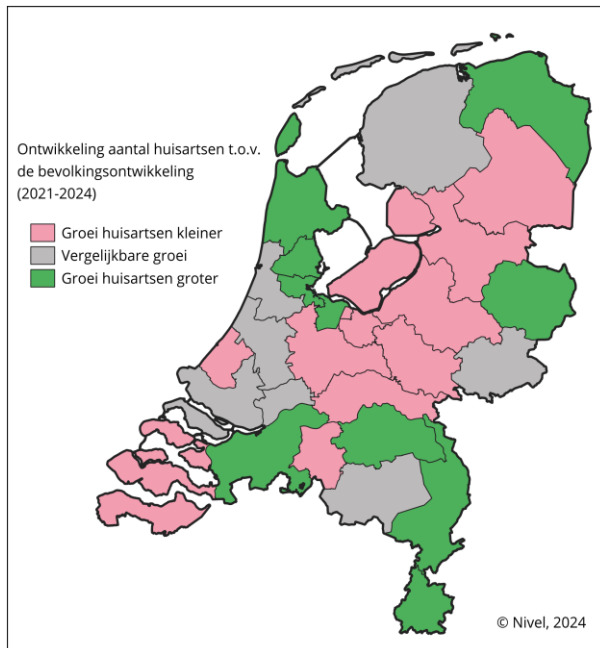 Ontwikkeling aantal huisartsen t.o.v.
de bevolkingsontwikkeling
(2021-2024)
Groei huisartsen kleiner
Vergelijkbare groei
Groei huisartsen groter
© Nivel, 2024